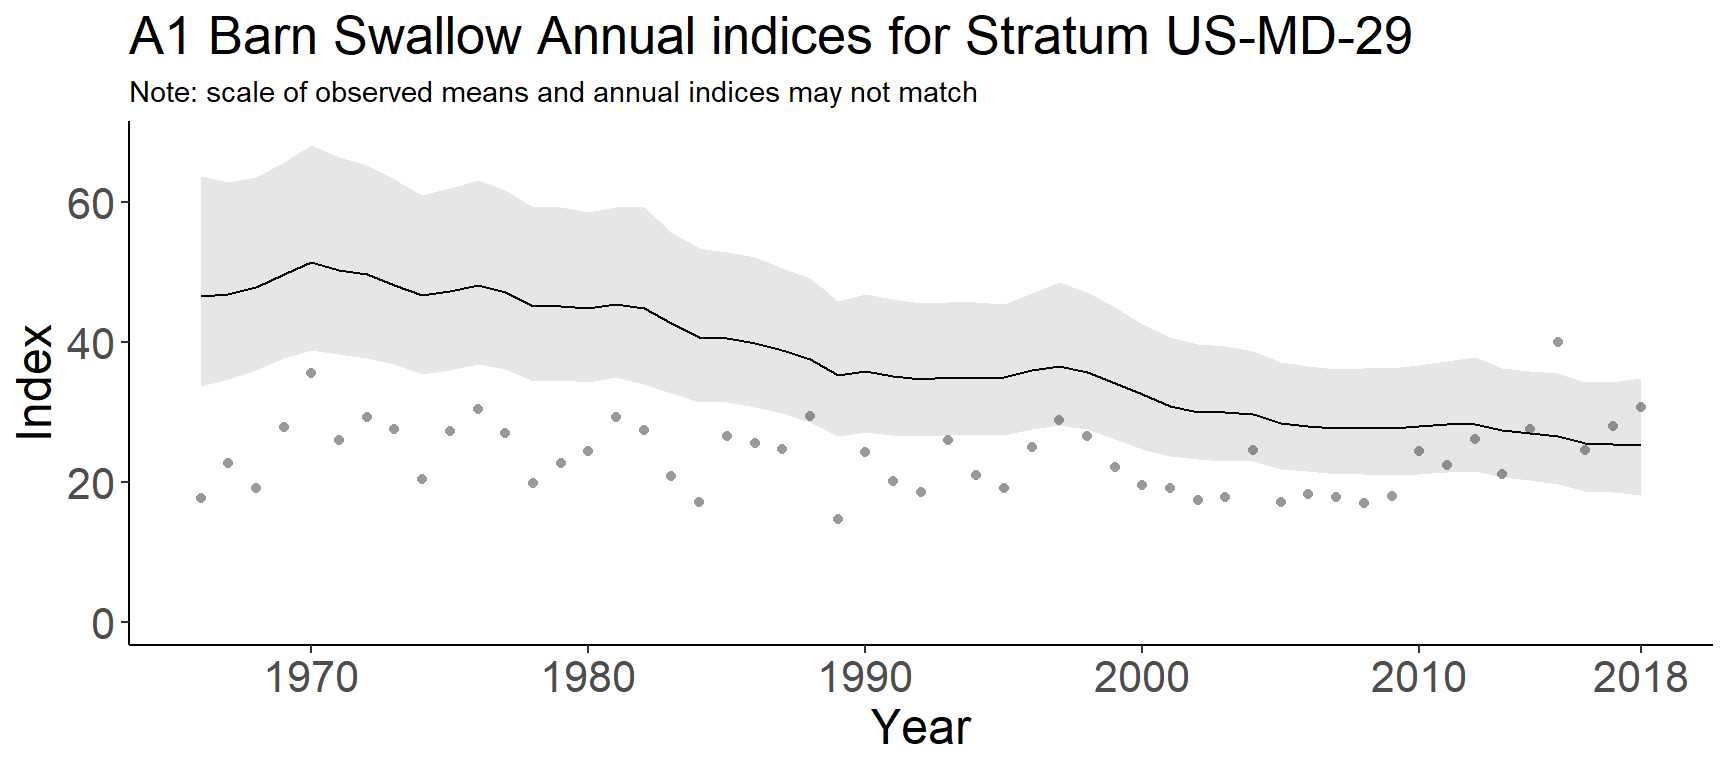 A1 Barn Swallow Annual indices for Stratum US-MD-29
Note: scale of observed means and annual indices may not match
Index
60
40
20
0
1970 1980 1990 2000 2010 2018
Year